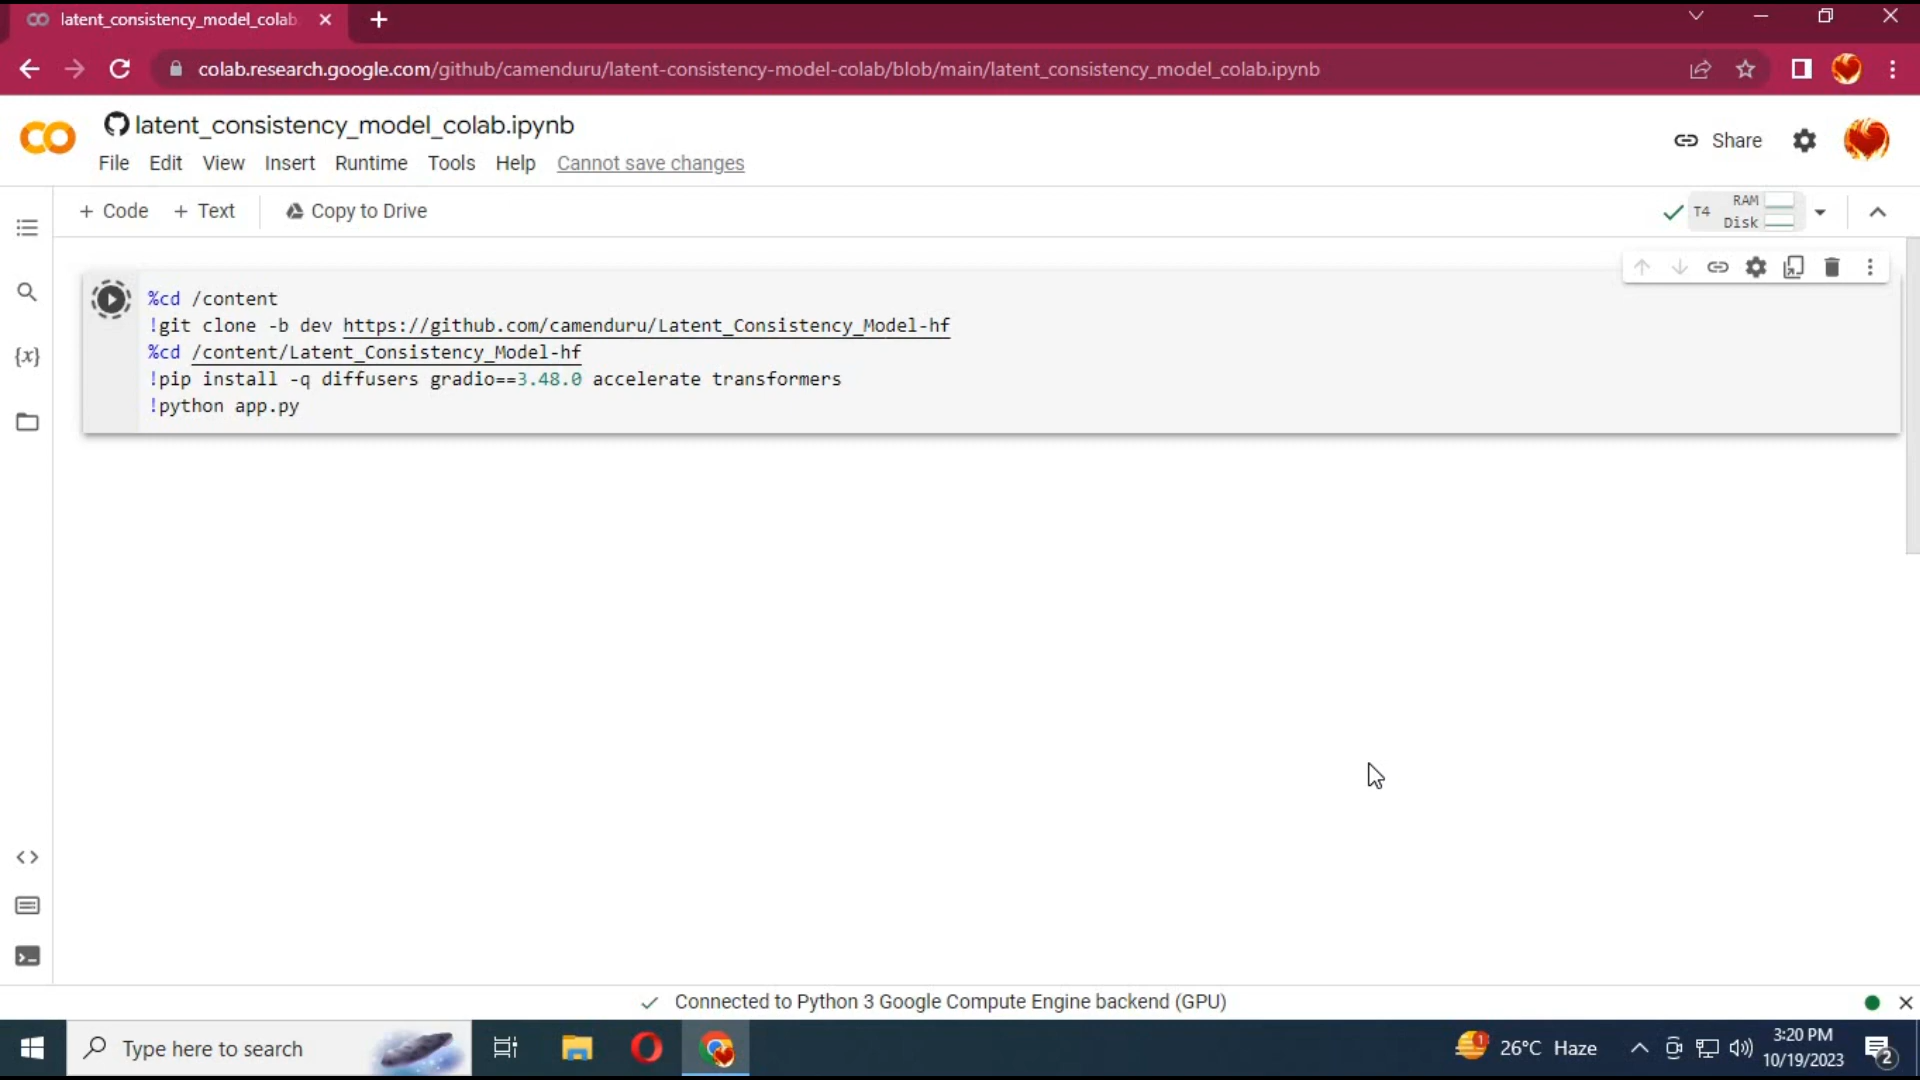 latent_consistency_model_colab
colab.research.google.com/github/camenduru/latent-consistency-model-colab/blob/main/latent_consistency_model_colab.ipynb
latent_consistency_model_colab.ipynb
File Edit View Insert Runtime Tools Help Cannot save changes
Share
+ Code + Text Copy to Drive
T4 RAM
Disk
%cd /content
!git clone -b dev https://github.com/camenduru/Latent_Consistency_Model-hf
%cd /content/Latent_Consistency_Model-hf
!pip install -q diffusers gradio==3.48.0 accelerate transformers
!python app.py
{x}
Connected to Python 3 Google Compute Engine backend (GPU)
Type here to search
1
26°C Haze
3:20 PM
10/19/2023
2